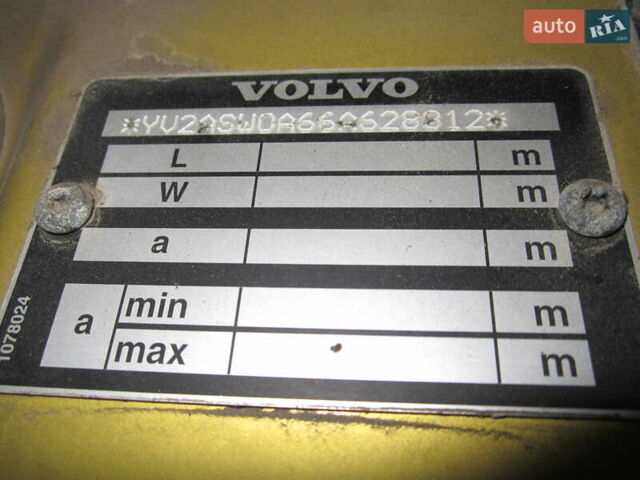 auto RIA
.com
VOLVO
*YV2ASW0A66A628812*
L m
W m
a m
a min m
max m
1078024